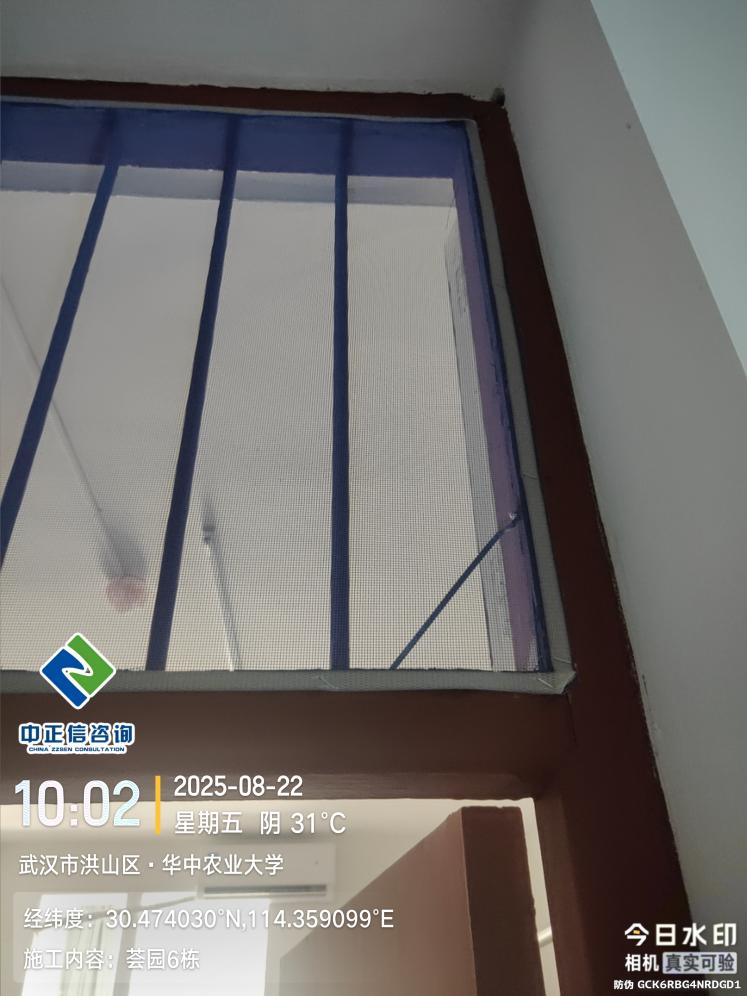 中正信咨询
CHINA ZZSEN CONSULTATION
10:02
2025-08-22
星期五 阴 31℃
武汉市洪山区·华中农业大学
经纬度：30.474030°N,114.359099°E
施工内容：荟园6栋
今日水印
相机 真实可验
防伪 GCK6RBG4NRDGD1